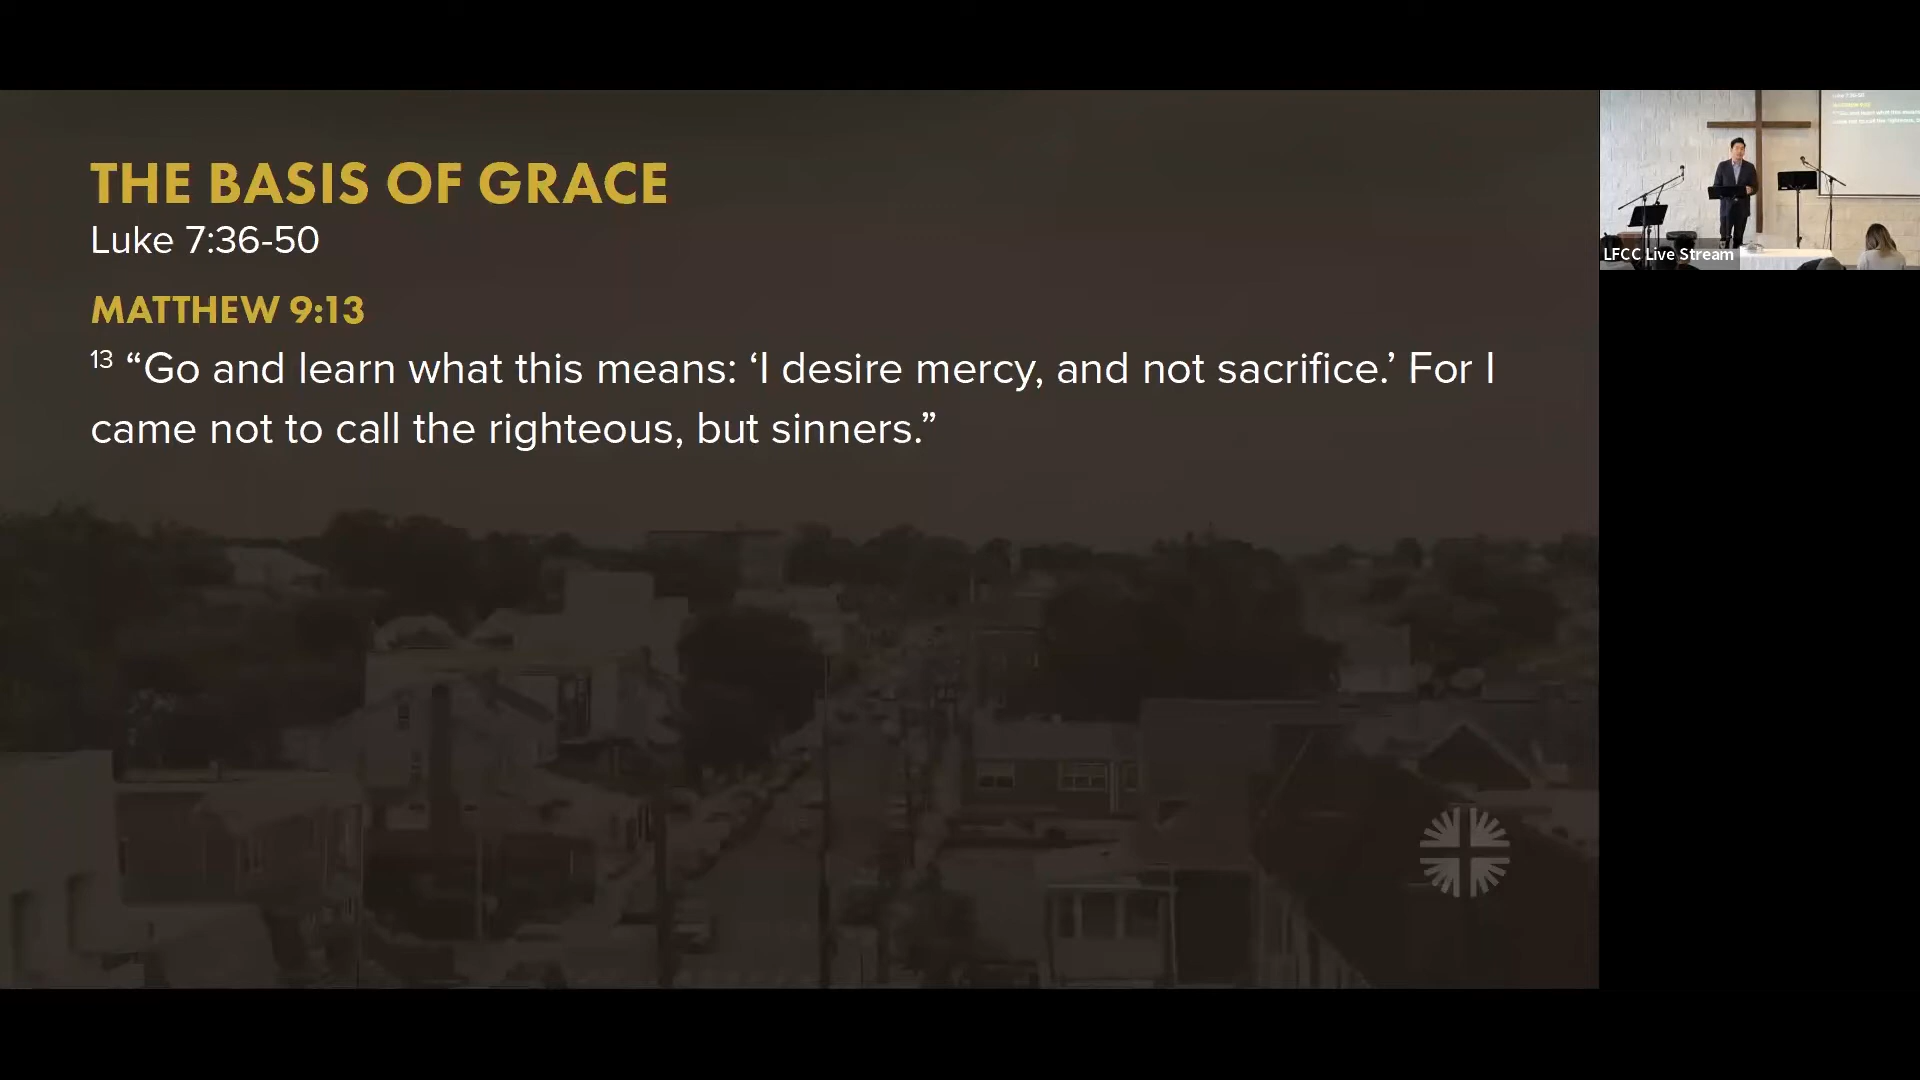 THE BASIS OF GRACE
Luke 7:36-50
MATTHEW 9:13
13 “Go and learn what this means: ‘I desire mercy, and not sacrifice.’ For I
came not to call the righteous, but sinners.”
LFCC Live Stream